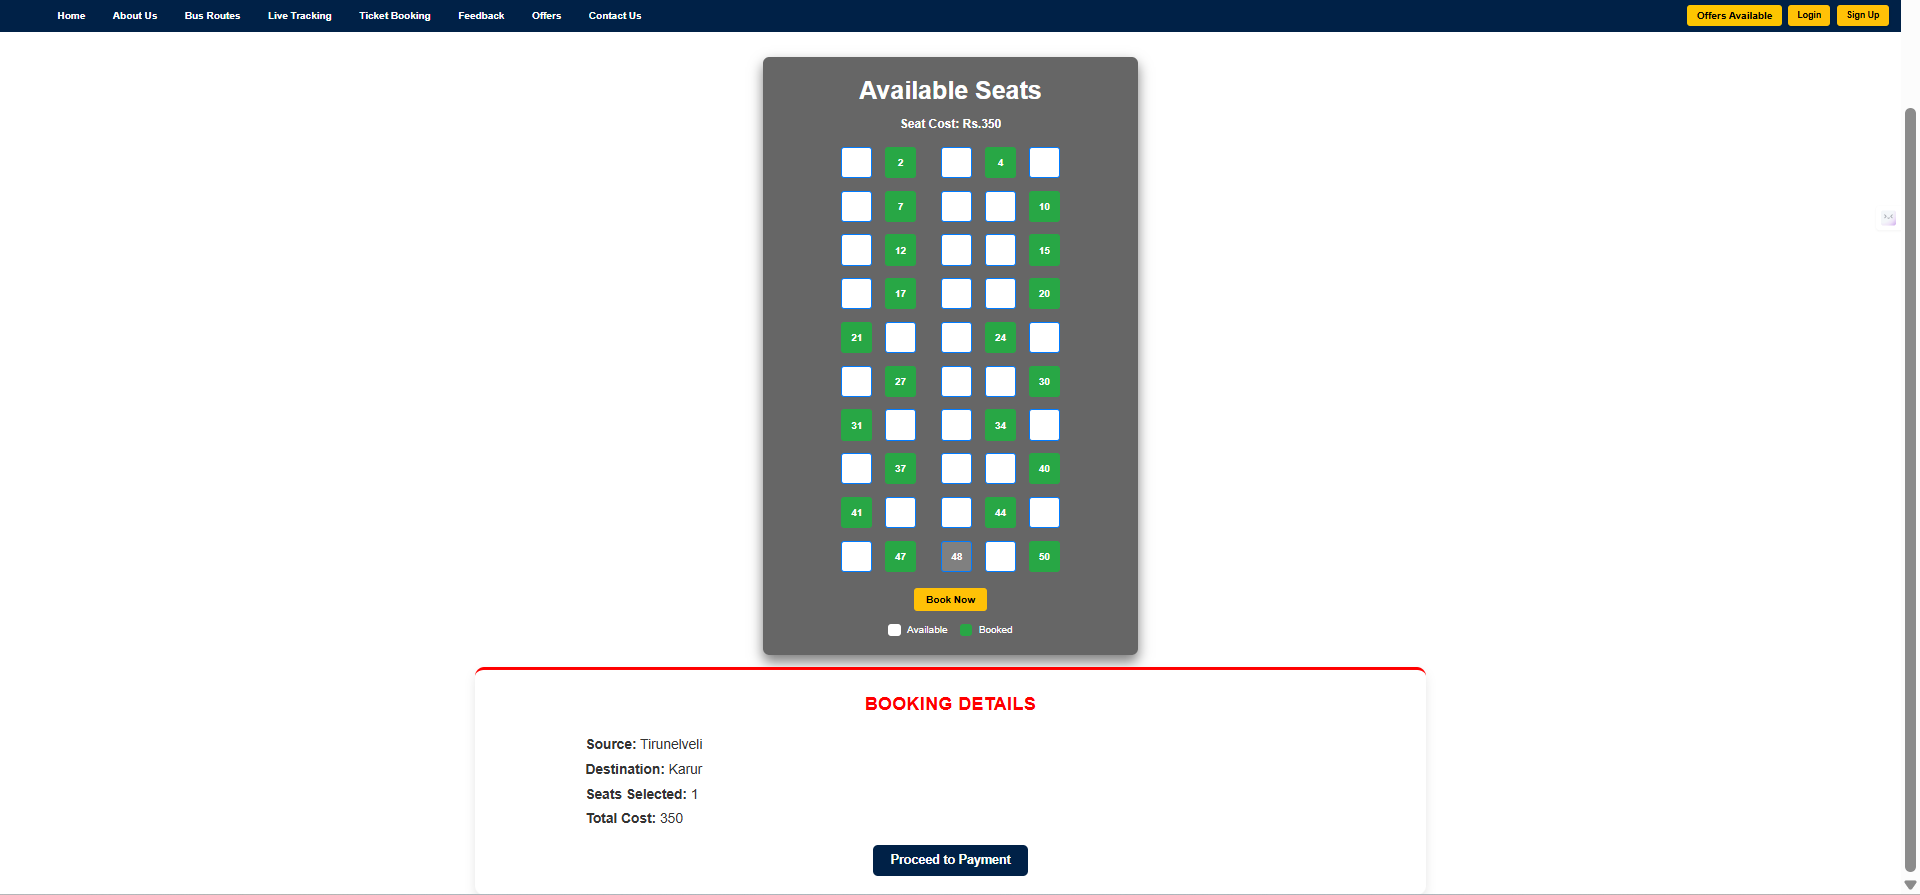 Home About Us Bus Routes Live Tracking Ticket Booking Feedback Offers Contact Us Offers Available Login Sign Up
Available Seats
Seat Cost: Rs.350
2 4
7 10
12 15
17 20
21 24
27 30
31 34
37 40
41 44
47 48 50
Book Now
Available Booked
BOOKING DETAILS
Source: Tirunelveli
Destination: Karur
Seats Selected: 1
Total Cost: 350
Proceed to Payment